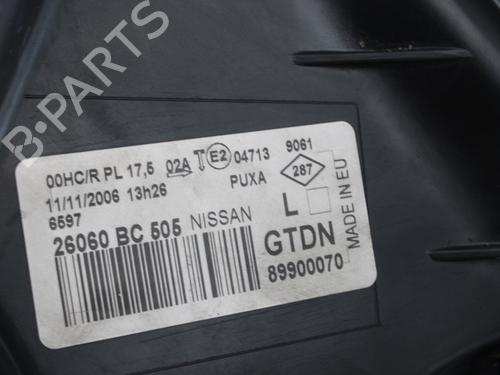 B-PARTS
00HC/R PL 17,5 02A E2 04713
9061
11/11/2006 13h26 PUXA
287
6597
26060 BC 505 NISSAN
L
GTDN
89900070
MADE IN EU